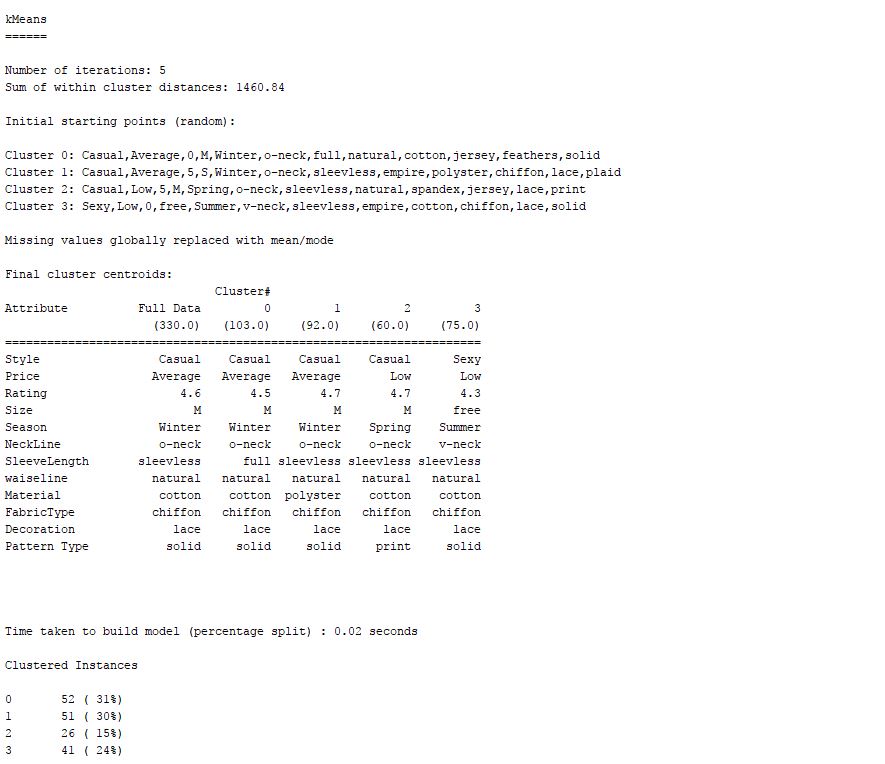 kMeans
======
Number of iterations: 5
Sum of within cluster distances: 1460.84
Initial starting points (random):
Cluster 0: Casual,Average,0,M,Winter,o-neck,full,natural,cotton,jersey,feathers,solid
Cluster 1: Casual,Average,5,S,Winter,o-neck,sleevless,empire,polyster,chiffon,lace,plaid
Cluster 2: Casual,Low,5,M,Spring,o-neck,sleevless,natural,spandex,jersey,lace,print
Cluster 3: Sexy,Low,0,free,Summer,v-neck,sleevless,empire,cotton,chiffon,lace,solid
Missing values globally replaced with mean/mode
Final cluster centroids:
Cluster#
Attribute Full Data 0 1 2 3
(330.0) (103.0) (92.0) (60.0) (75.0)
====================================================================
Style Casual Casual Casual Casual Sexy
Price Average Average Average Low Low
Rating 4.6 4.5 4.7 4.7 4.3
Size M M M M free
Season Winter Winter Winter Spring Summer
NeckLine o-neck o-neck o-neck o-neck v-neck
SleeveLength sleevless full sleevless sleevless sleevless
waiseline natural natural natural natural natural
Material cotton cotton polyster cotton cotton
FabricType chiffon chiffon chiffon chiffon chiffon
Decoration lace lace lace lace lace
Pattern Type solid solid solid print solid
Time taken to build model (percentage split) : 0.02 seconds
Clustered Instances
0 52 ( 31%)
1 51 ( 30%)
2 26 ( 15%)
3 41 ( 24%)